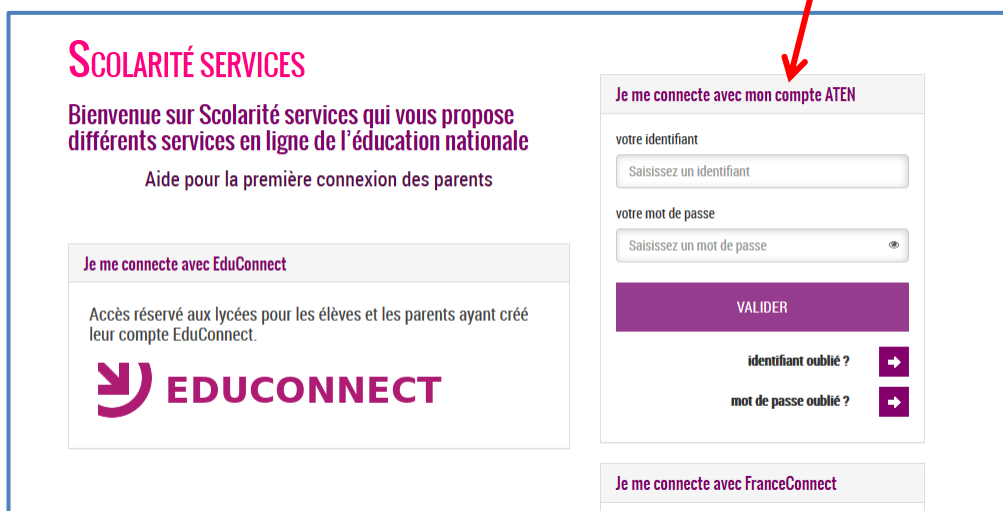 SCOLARITÉ SERVICES
Bienvenue sur Scolarité services qui vous propose
différents services en ligne de l'éducation nationale
Aide pour la première connexion des parents
Je me connecte avec EduConnect
Accès réservé aux lycées pour les élèves et les parents ayant créé
leur compte EduConnect.
EDUCONNECT
Je me connecte avec mon compte ATEN
votre identifiant
Saisissez un identifiant
votre mot de passe
Saisissez un mot de passe
VALIDER
identifiant oublié ?
mot de passe oublié ?
Je me connecte avec FranceConnect